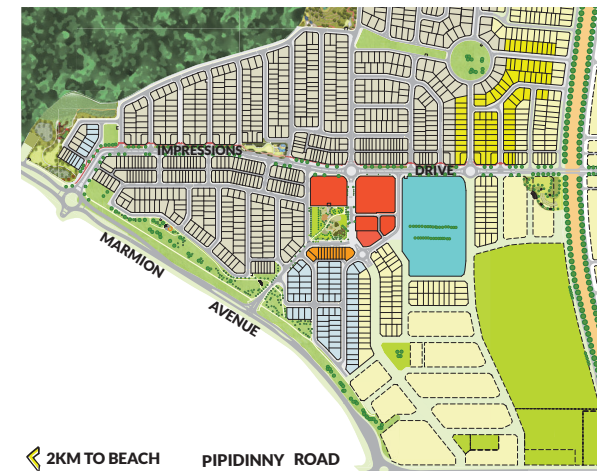 IMPRESSIONS
DRIVE
MARMION
AVENUE
2KM TO BEACH
PIPIDINNY ROAD